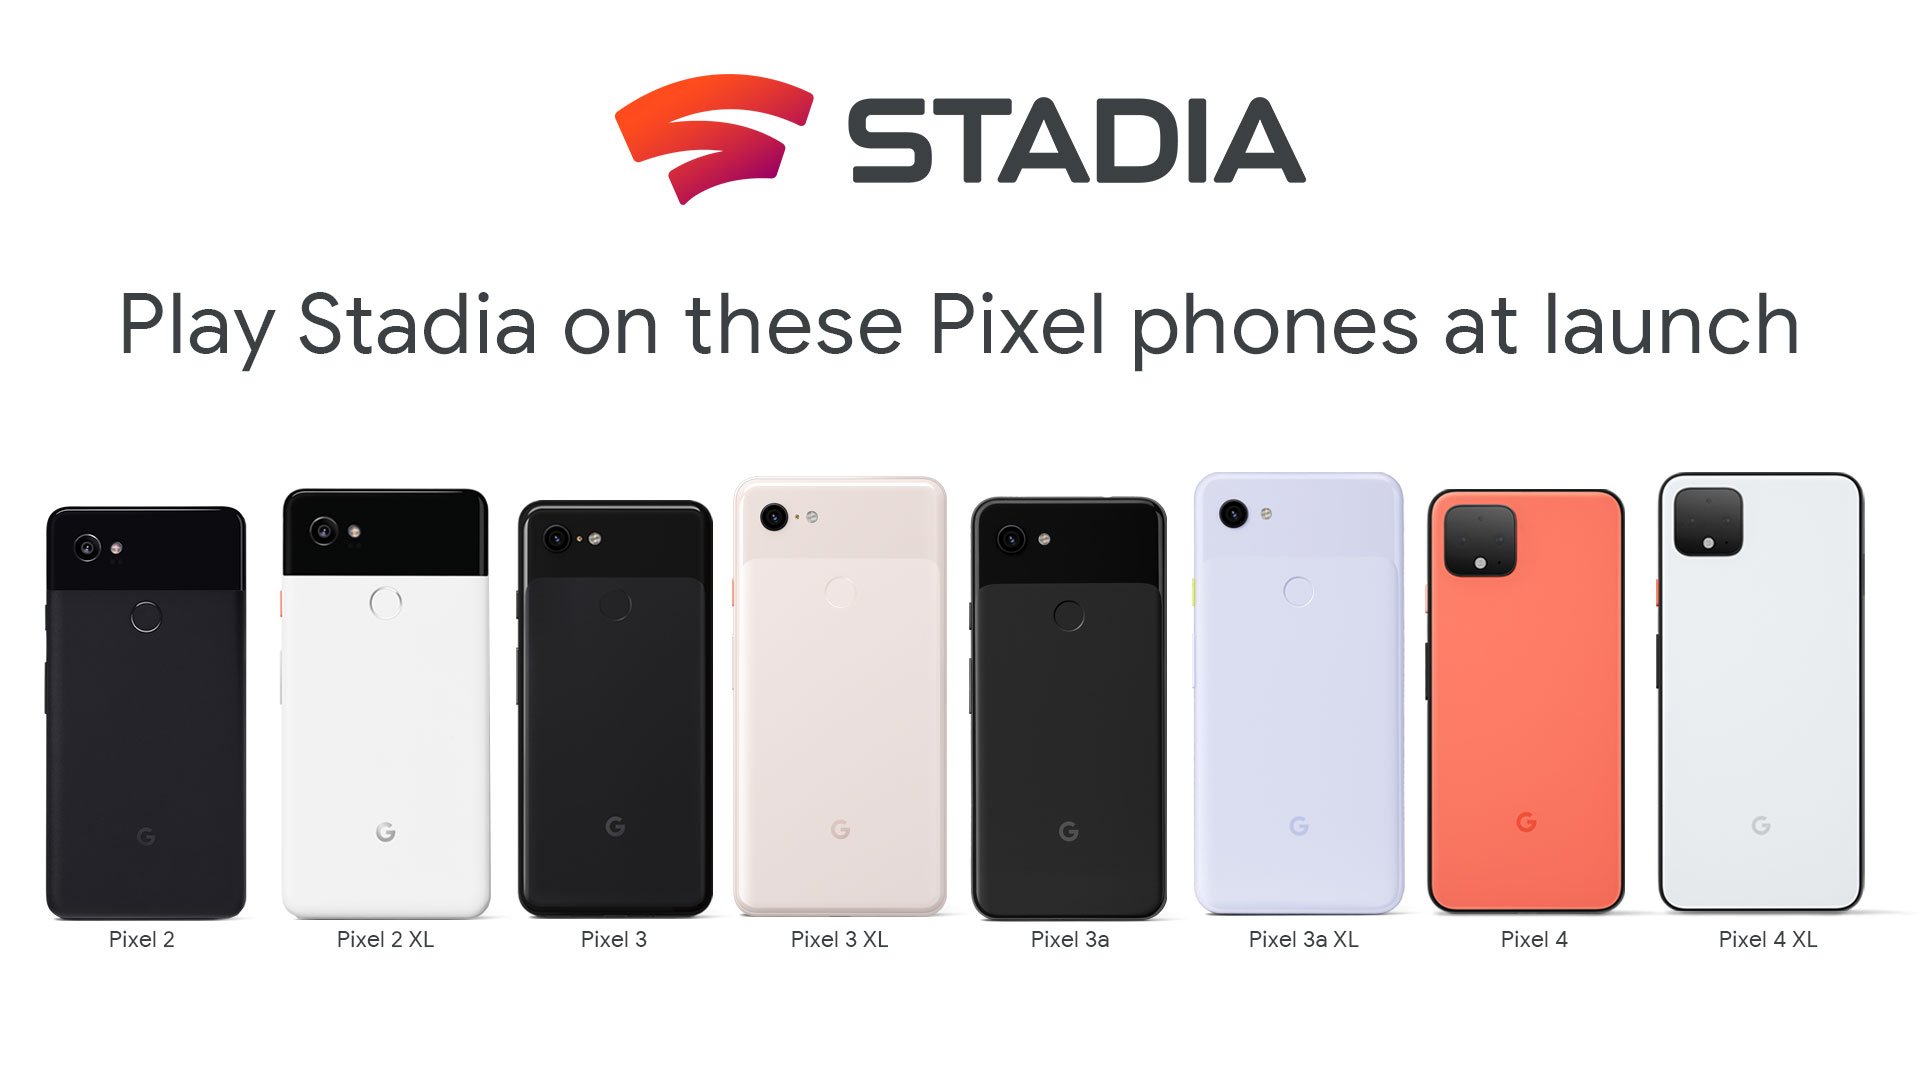 STADIA
Play Stadia on these Pixel phones at launch
Pixel 2
Pixel 2 XL
Pixel 3
Pixel 3 XL
Pixel 3a
Pixel 3a XL
Pixel 4
Pixel 4 XL